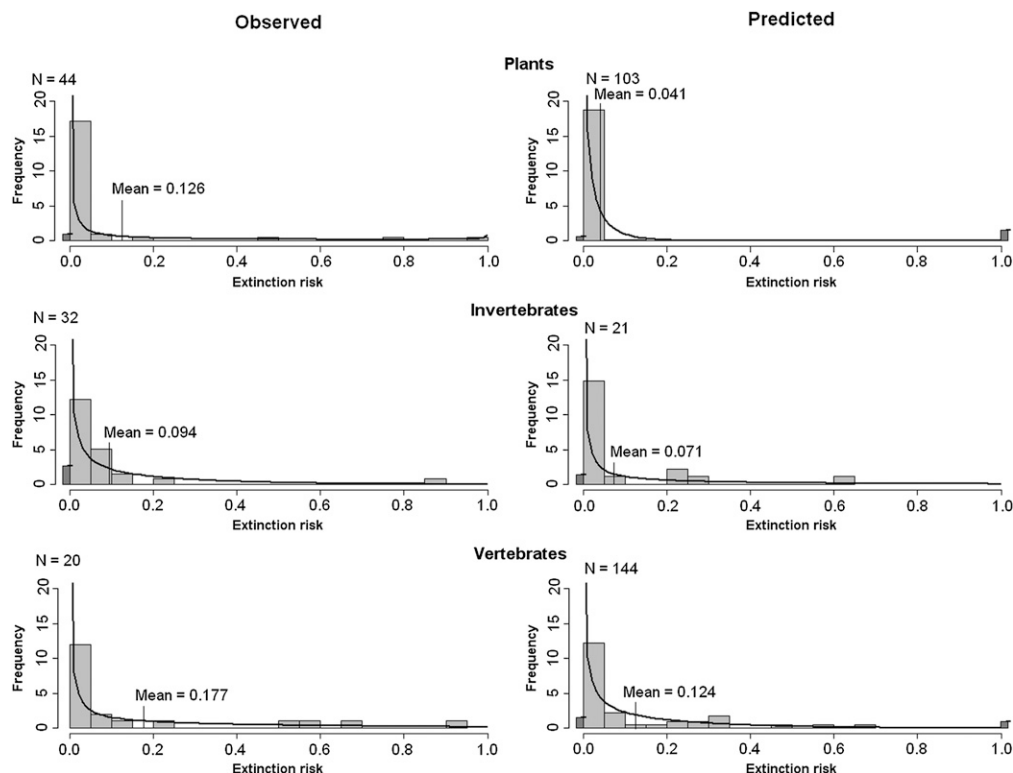 Observed
Predicted
Plants
N = 44
Mean = 0.126
Frequency
0 5 10 15 20
0.0 0.2 0.4 0.6 0.8 1.0
Extinction risk
N = 103
Mean = 0.041
Frequency
0 5 10 15 20
0.0 0.2 0.4 0.6 0.8 1.0
Extinction risk
Invertebrates
N = 32
Mean = 0.094
Frequency
0 5 10 15 20
0.0 0.2 0.4 0.6 0.8 1.0
Extinction risk
N = 21
Mean = 0.071
Frequency
0 5 10 15 20
0.0 0.2 0.4 0.6 0.8 1.0
Extinction risk
Vertebrates
N = 20
Mean = 0.177
Frequency
0 5 10 15 20
0.0 0.2 0.4 0.6 0.8 1.0
Extinction risk
N = 144
Mean = 0.124
Frequency
0 5 10 15 20
0.0 0.2 0.4 0.6 0.8 1.0
Extinction risk